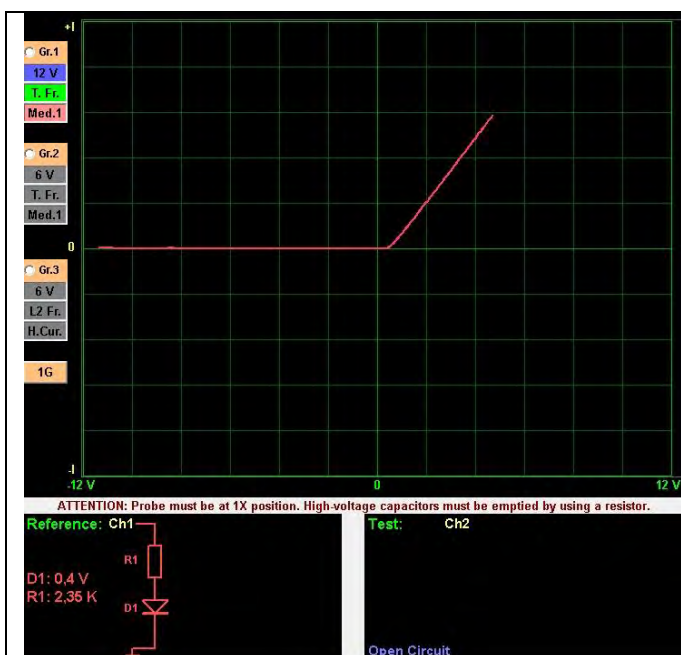 +I
Gr.1
12 V
T. Fr.
Med.1
Gr.2
6 V
T. Fr.
Med.1
0
Gr.3
6 V
L2 Fr.
H.Cur.
1G
-I
-12 V 0 12 V
ATTENTION: Probe must be at 1X position. High-voltage capacitors must be emptied by using a resistor.
Reference: Ch1
R1
D1: 0,4 V
R1: 2,35 K
D1
Test: Ch2
Open Circuit